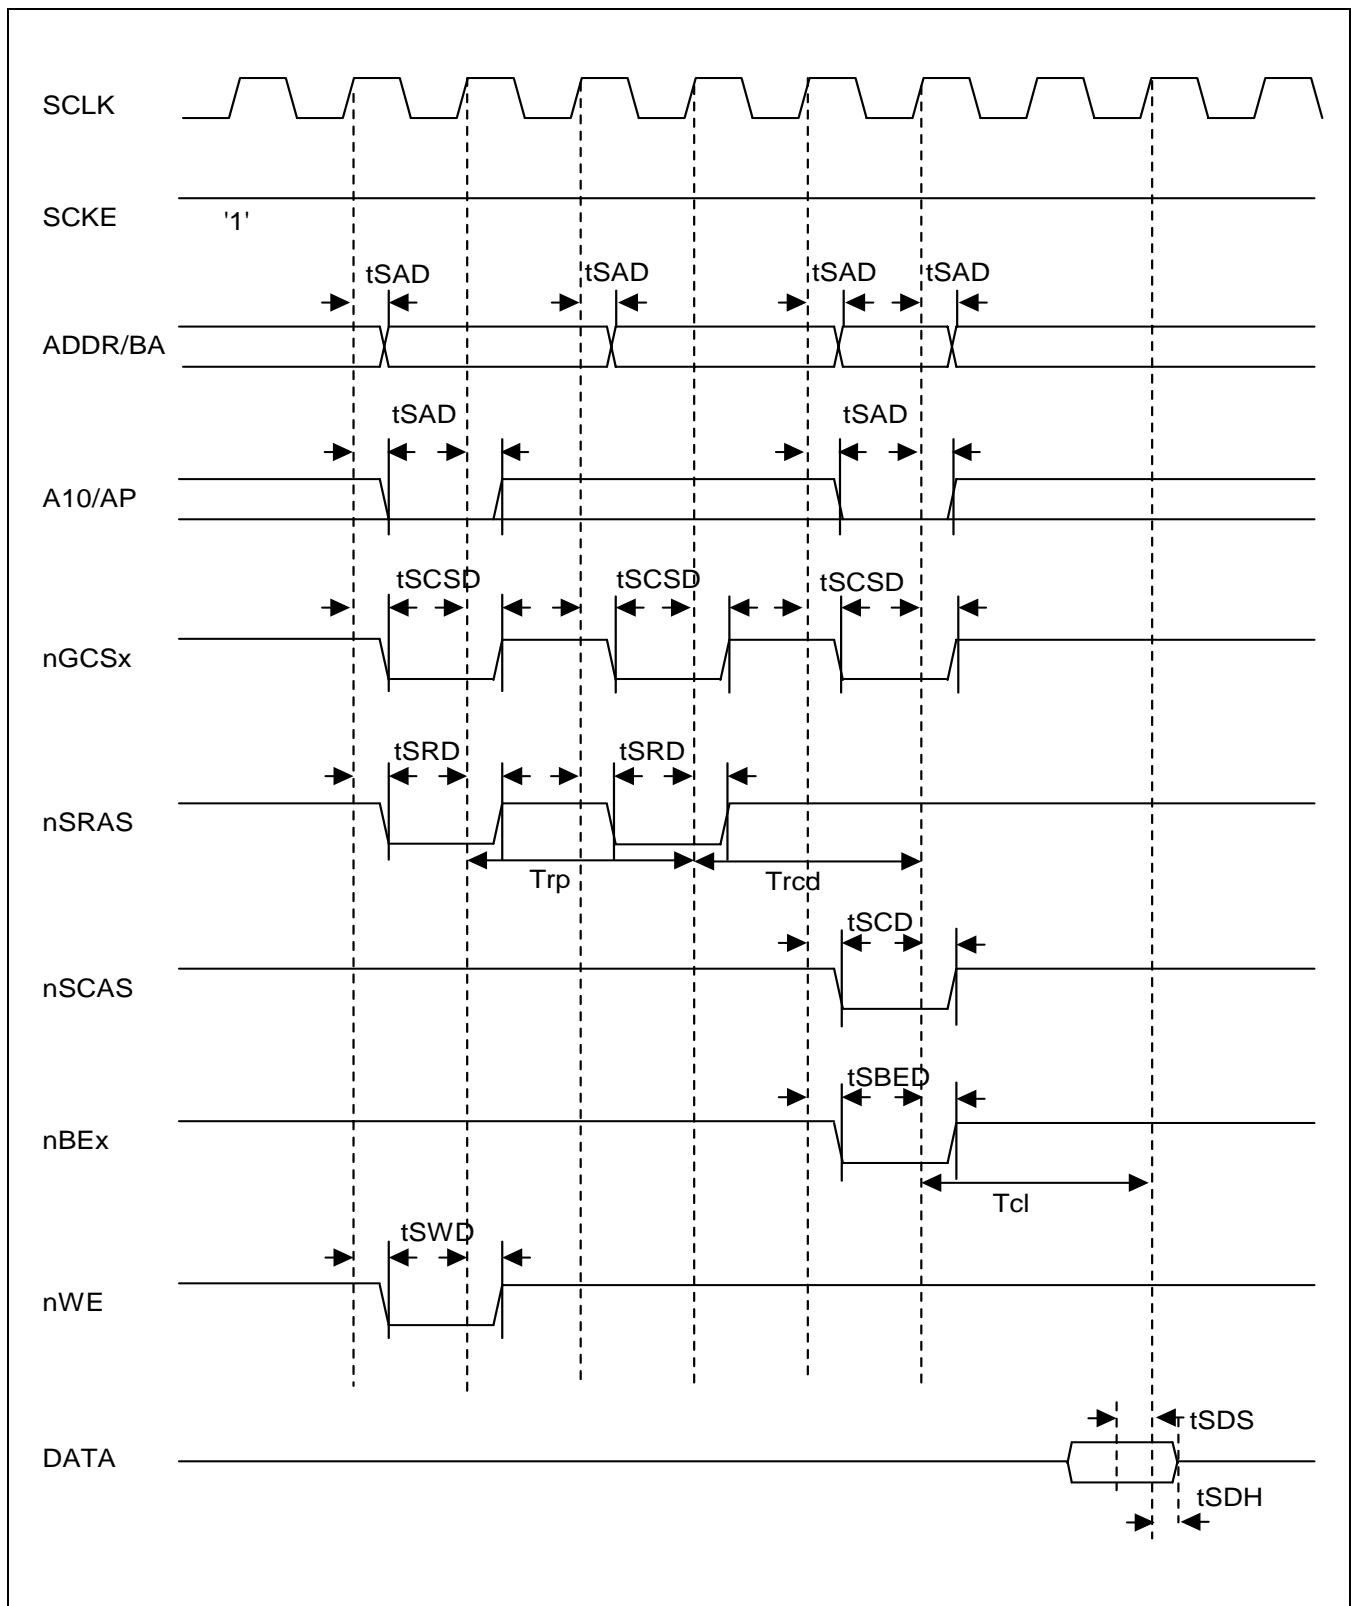 SCLK
SCKE '1'
tSAD tSAD tSAD tSAD
ADDR/BA
tSAD tSAD
A10/AP
tSCSD tSCSD tSCSD
nGCSx
tSRD tSRD
nSRAS
Trp Trcd
tSCD
nSCAS
tSBED
nBEx
Tcl
tSWD
nWE
tSDS
DATA
tSDH